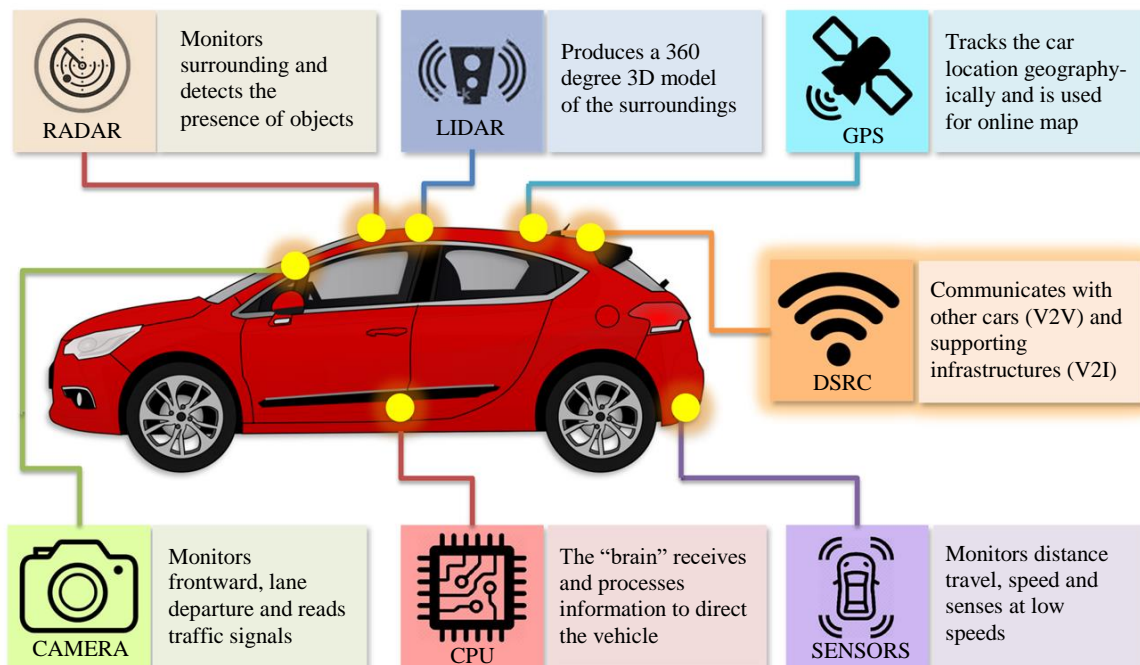 RADAR
Monitors
surrounding and
detects the
presence of objects
LIDAR
Produces a 360
degree 3D model
of the surroundings
GPS
Tracks the car
location geography-
ically and is used
for online map
DSRC
Communicates with
other cars (V2V) and
supporting
infrastructures (V2I)
CAMERA
Monitors
frontward, lane
departure and reads
traffic signals
CPU
The “brain” receives
and processes
information to direct
the vehicle
SENSORS
Monitors distance
travel, speed and
senses at low
speeds